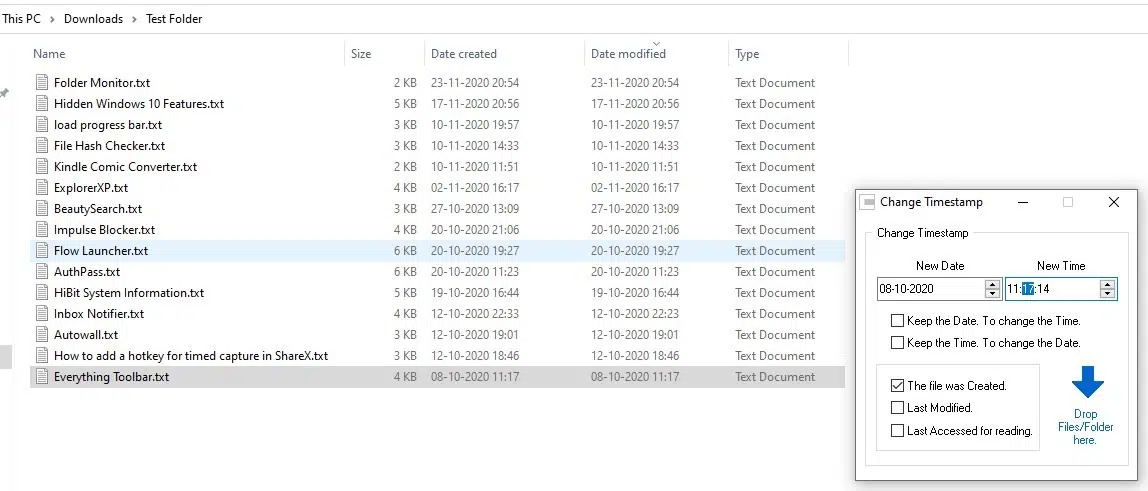 This PC > Downloads > Test Folder
Name Size Date created Date modified Type
Folder Monitor.txt 2 KB 23-11-2020 20:54 23-11-2020 20:54 Text Document
Hidden Windows 10 Features.txt 5 KB 17-11-2020 20:56 17-11-2020 20:56 Text Document
load progress bar.txt 3 KB 10-11-2020 19:57 10-11-2020 19:57 Text Document
File Hash Checker.txt 3 KB 10-11-2020 14:33 10-11-2020 14:33 Text Document
Kindle Comic Converter.txt 2 KB 10-11-2020 11:51 10-11-2020 11:51 Text Document
ExplorerXP.txt 4 KB 02-11-2020 16:17 02-11-2020 16:17 Text Document
BeautySearch.txt 3 KB 27-10-2020 13:09 27-10-2020 13:09 Text Document
Impulse Blocker.txt 4 KB 20-10-2020 21:06 20-10-2020 21:06 Text Document
Flow Launcher.txt 6 KB 20-10-2020 19:27 20-10-2020 19:27 Text Document
AuthPass.txt 6 KB 20-10-2020 11:23 20-10-2020 11:23 Text Document
HiBit System Information.txt 5 KB 19-10-2020 16:44 19-10-2020 16:44 Text Document
Inbox Notifier.txt 4 KB 12-10-2020 22:33 12-10-2020 22:23 Text Document
Autowall.txt 3 KB 12-10-2020 19:01 12-10-2020 19:01 Text Document
How to add a hotkey for timed capture in ShareX.txt 3 KB 12-10-2020 18:46 12-10-2020 18:46 Text Document
Everything Toolbar.txt 4 KB 08-10-2020 11:17 08-10-2020 11:17 Text Document
Change Timestamp
Change Timestamp
New Date New Time
08-10-2020 11:17:14
Keep the Date. To change the Time.
Keep the Time. To change the Date.
The file was Created.
Last Modified.
Last Accessed for reading.
Drop
Files/Folder
here.